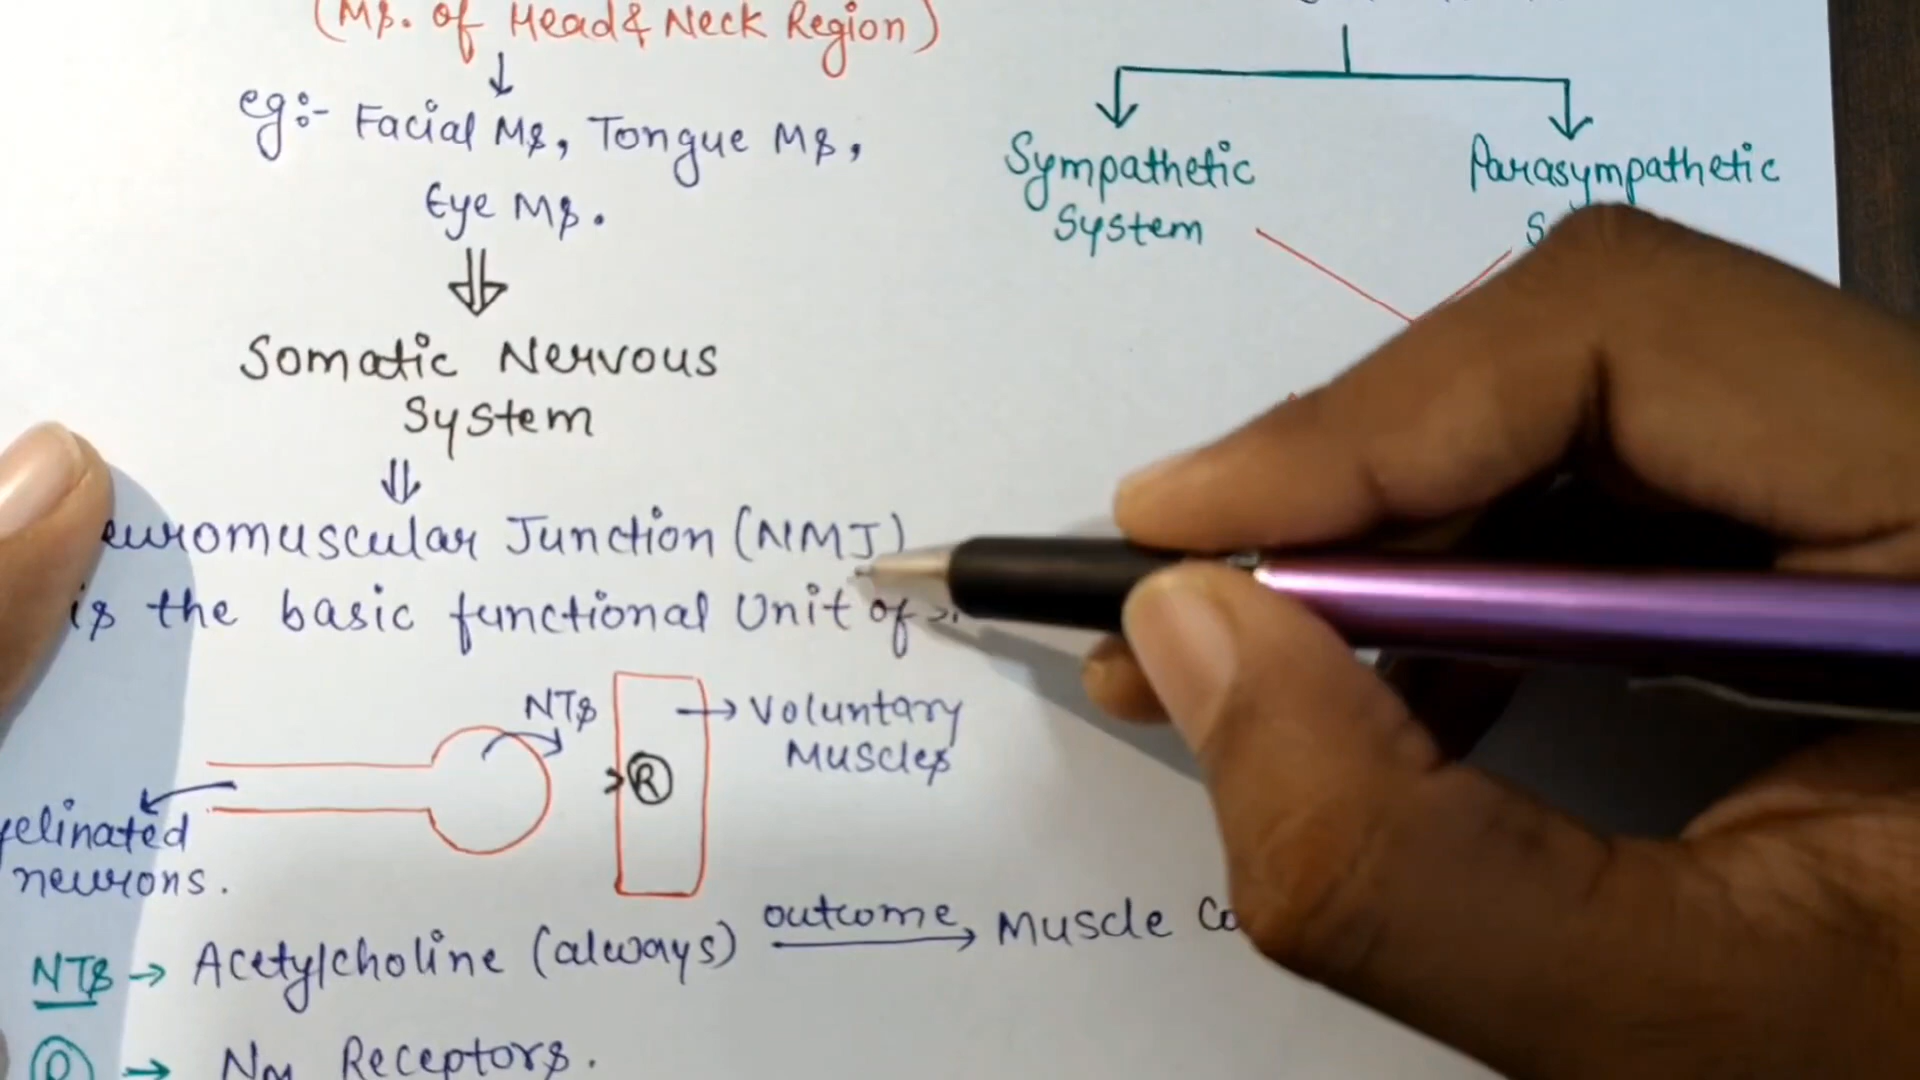 (Ms. of Head & Neck Region)
↓
eg:- Facial Ms, Tongue Ms,
Eye Ms.
⇓
Somatic Nervous
System
⇓
euromuscular Junction (NMJ)
is the basic functional Unit of
NTs
→ Voluntary
Muscles
R
yelinated
neurons.
NTs → Acetylcholine (always) outcome → Muscle Co
R → NM Receptors.
Sympathetic
System
Parasympathetic
S